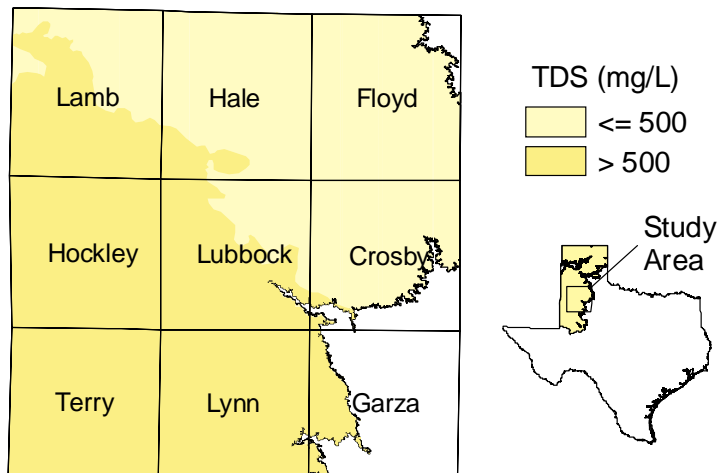 Lamb
Hale
Floyd
Hockley
Lubbock
Crosby
Terry
Lynn
Garza
TDS (mg/L)
<= 500
> 500
Study
Area